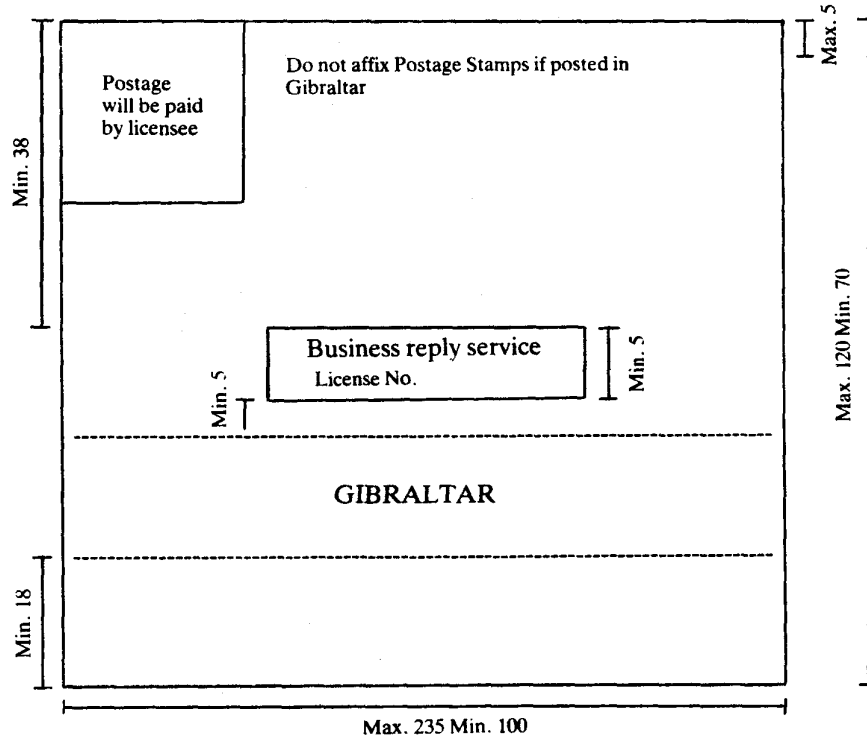 Max. 5
Postage
will be paid
by licensee
Do not affix Postage Stamps if posted in
Gibraltar
Min. 38
Max. 120 Min. 70
Business reply service
License No.
Min. 5
Min. 5
GIBRALTAR
Min. 18
Max. 235 Min. 100